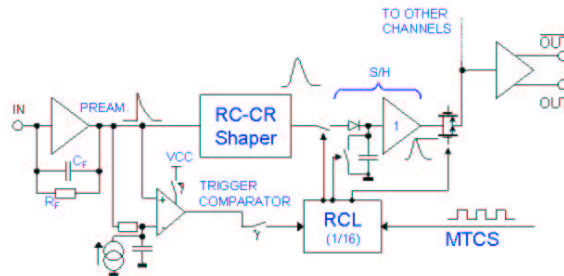 TO OTHER
CHANNELS
OUT
S/H
IN
PREAM.
RC-CR
Shaper
1
OUT
CF
VCC
RF
TRIGGER
COMPARATOR
+
-
RCL
(1/16)
MTCS